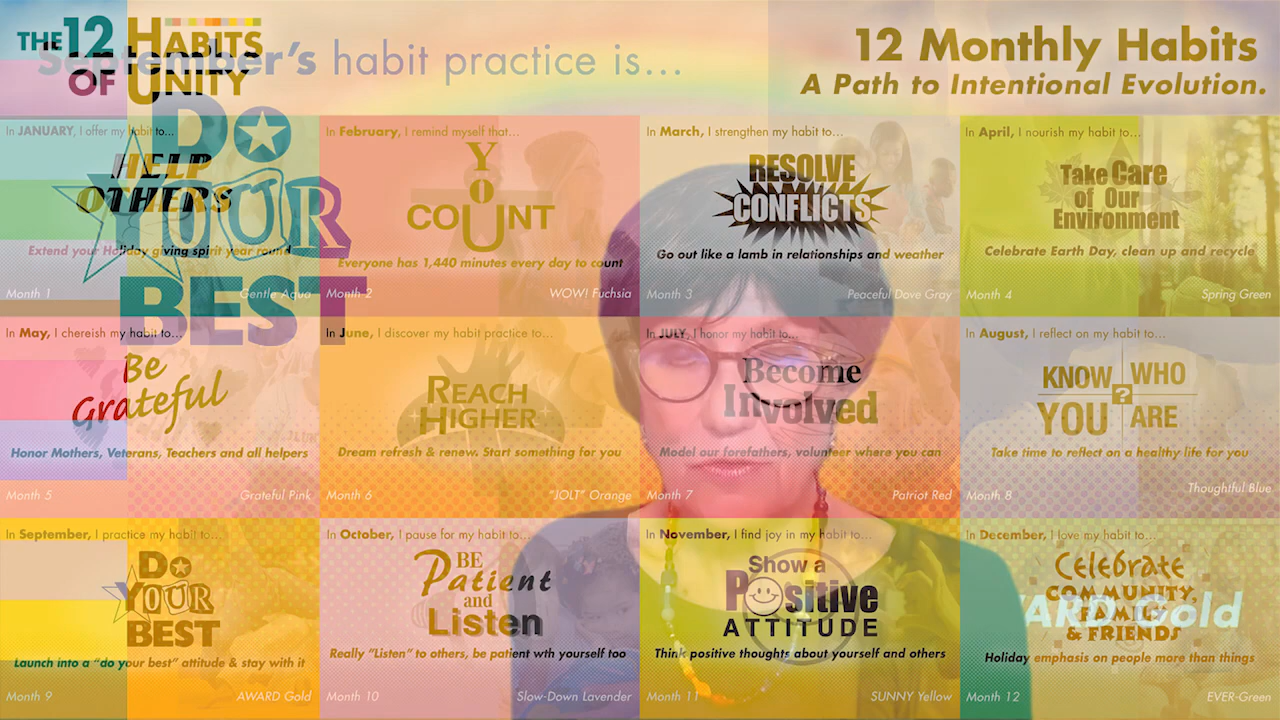 THE 12 HABITS
OF UNITY
September's habit practice is...
12 Monthly Habits
A Path to Intentional Evolution.
DO
YOUR
BEST
In JANUARY, I offer my habit to...
HELP
OTHERS
Extend your Holiday giving spirit year round
Month 1
Gentle Aqua
In February, I remind myself that...
YOU
COUNT
Everyone has 1,440 minutes every day to count
Month 2
WOW! Fuchsia
In March, I strengthen my habit to...
RESOLVE
CONFLICTS
Go out like a lamb in relationships and weather
Month 3
Peaceful Dove Gray
In April, I nourish my habit to...
Take Care
of Our
Environment
Celebrate Earth Day, clean up and recycle
Month 4
Spring Green
In May, I chereish my habit to...
Be
Grateful
Honor Mothers, Veterans, Teachers and all helpers
Month 5
Grateful Pink
In June, I discover my habit practice to...
REACH
HIGHER
Dream refresh & renew. Start something for you
Month 6
"JOLT" Orange
In JULY, I honor my habit to...
Become
Involved
Model our forefathers, volunteer where you can
Month 7
Patriot Red
In August, I reflect on my habit to...
KNOW WHO
?
YOU ARE
Take time to reflect on a healthy life for you
Month 8
Thoughtful Blue
In September, I practice my habit to...
DO
YOUR
BEST
Launch into a "do your best" attitude & stay with it
Month 9
AWARD Gold
In October, I pause for my habit to...
BE
Patient
and
Listen
Really "Listen" to others, be patient wth yourself too
Month 10
Slow-Down Lavender
In November, I find joy in my habit to...
Show a
Positive
ATTITUDE
Think positive thoughts about yourself and others
Month 11
SUNNY Yellow
In December, I love my habit to...
Celebrate
COMMUNITY,
FAMILY
& FRIENDS
ARD Gold
Holiday emphasis on people more than things
Month 12
EVER-Green